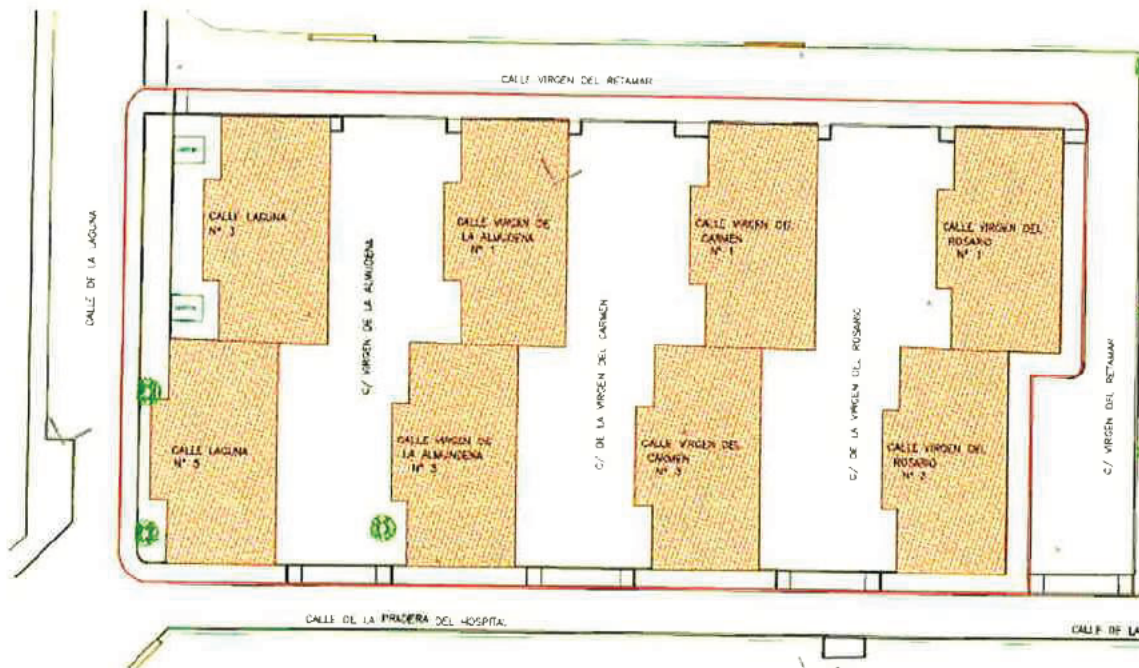 CALLE VIRGEN DEL RETAMAR
CALLE DE LA LAGUNA
CALLE LAGUNA
Nº 3
C/ VIRGEN DE LA ALMUDENA
CALLE VIRGEN DE
LA ALMUDENA
Nº 1
C/ DE LA VIRGEN DEL CARMEN
CALLE VIRGEN DEL
CARMEN
Nº 1
C/ DE LA VIRGEN DEL ROSARIO
CALLE VIRGEN DEL
ROSARIO
Nº 1
C/ VIRGEN DEL RETAMAR
CALLE LAGUNA
Nº 5
CALLE VIRGEN DE
LA ALMUNDENA
Nº 3
CALLE VIRGEN DEL
CARMEN
Nº 3
CALLE VIRGEN DEL
ROSARIO
Nº 3
CALLE DE LA PRADERA DEL HOSPITAL
CALLE DE LA